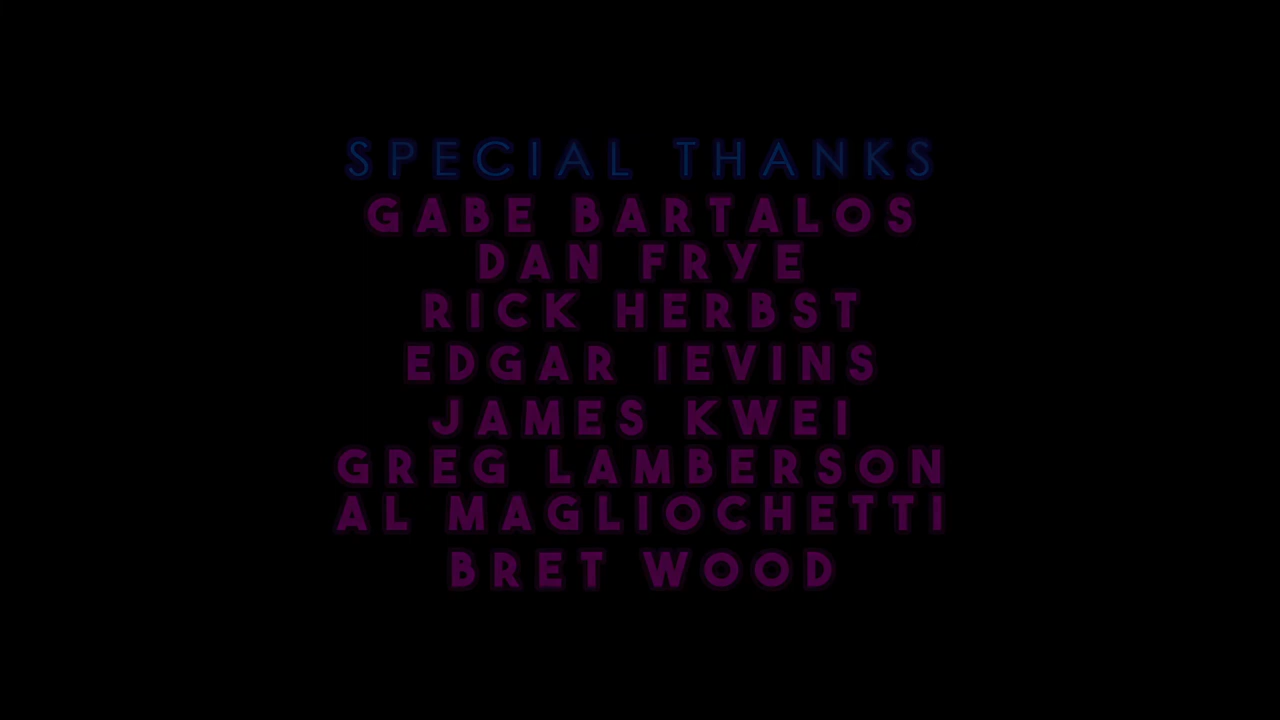 SPECIAL THANKS
GABE BARTALOS
DAN FRYE
RICK HERBST
EDGAR IEVINS
JAMES KWEI
GREG LAMBERSON
AL MAGLIOCHETTI
BRET WOOD